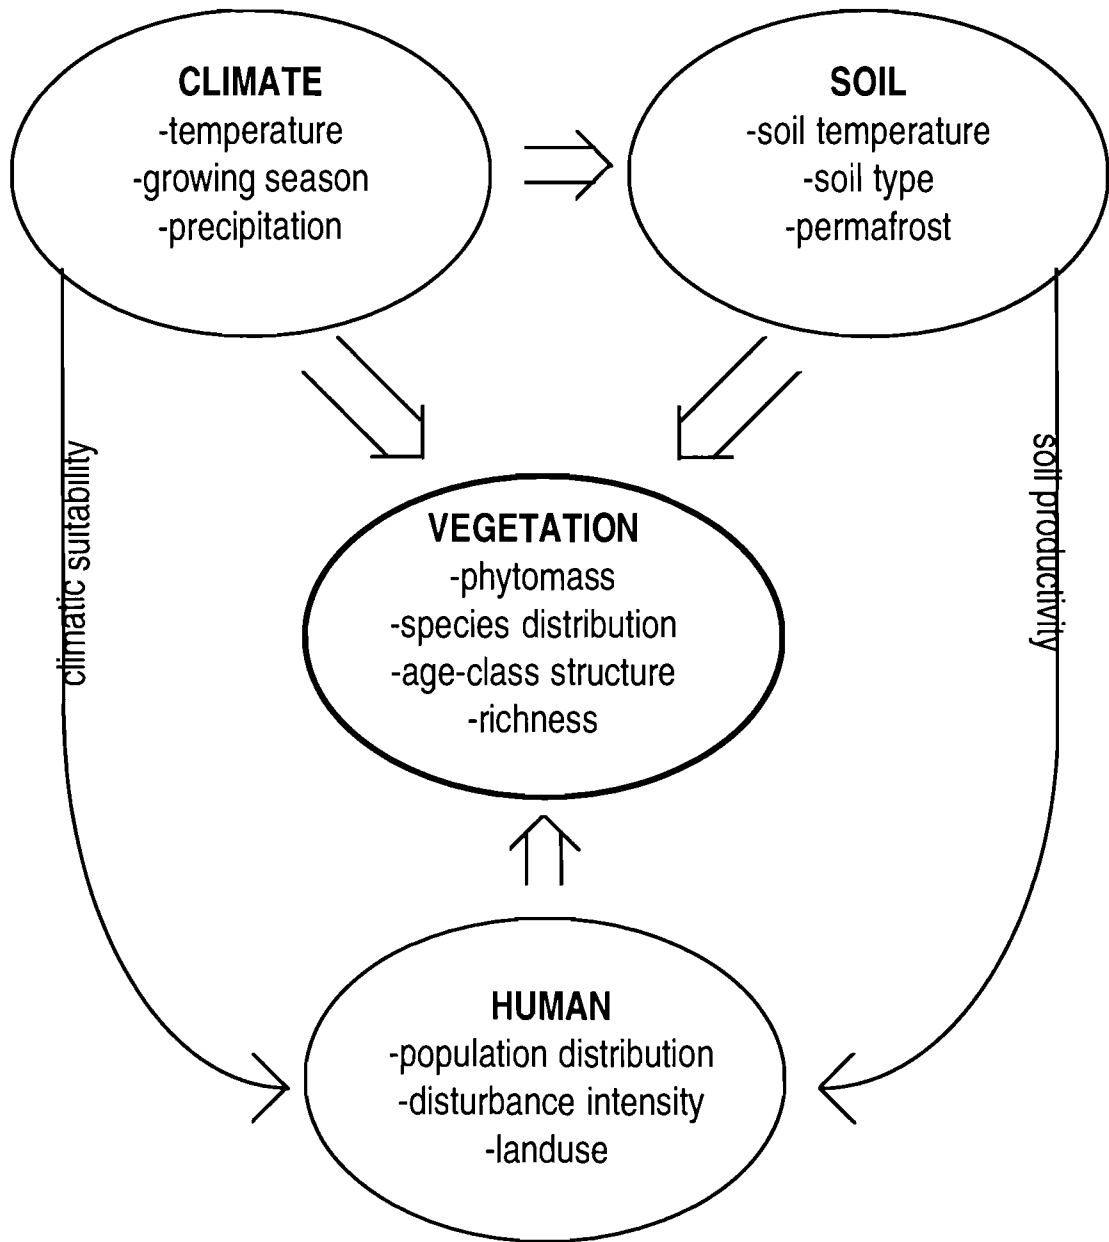 CLIMATE
-temperature
-growing season
-precipitation
SOIL
-soil temperature
-soil type
-permafrost
climatic suitability
soil productivity
VEGETATION
-phytomass
-species distribution
-age-class structure
-richness
HUMAN
-population distribution
-disturbance intensity
-landuse